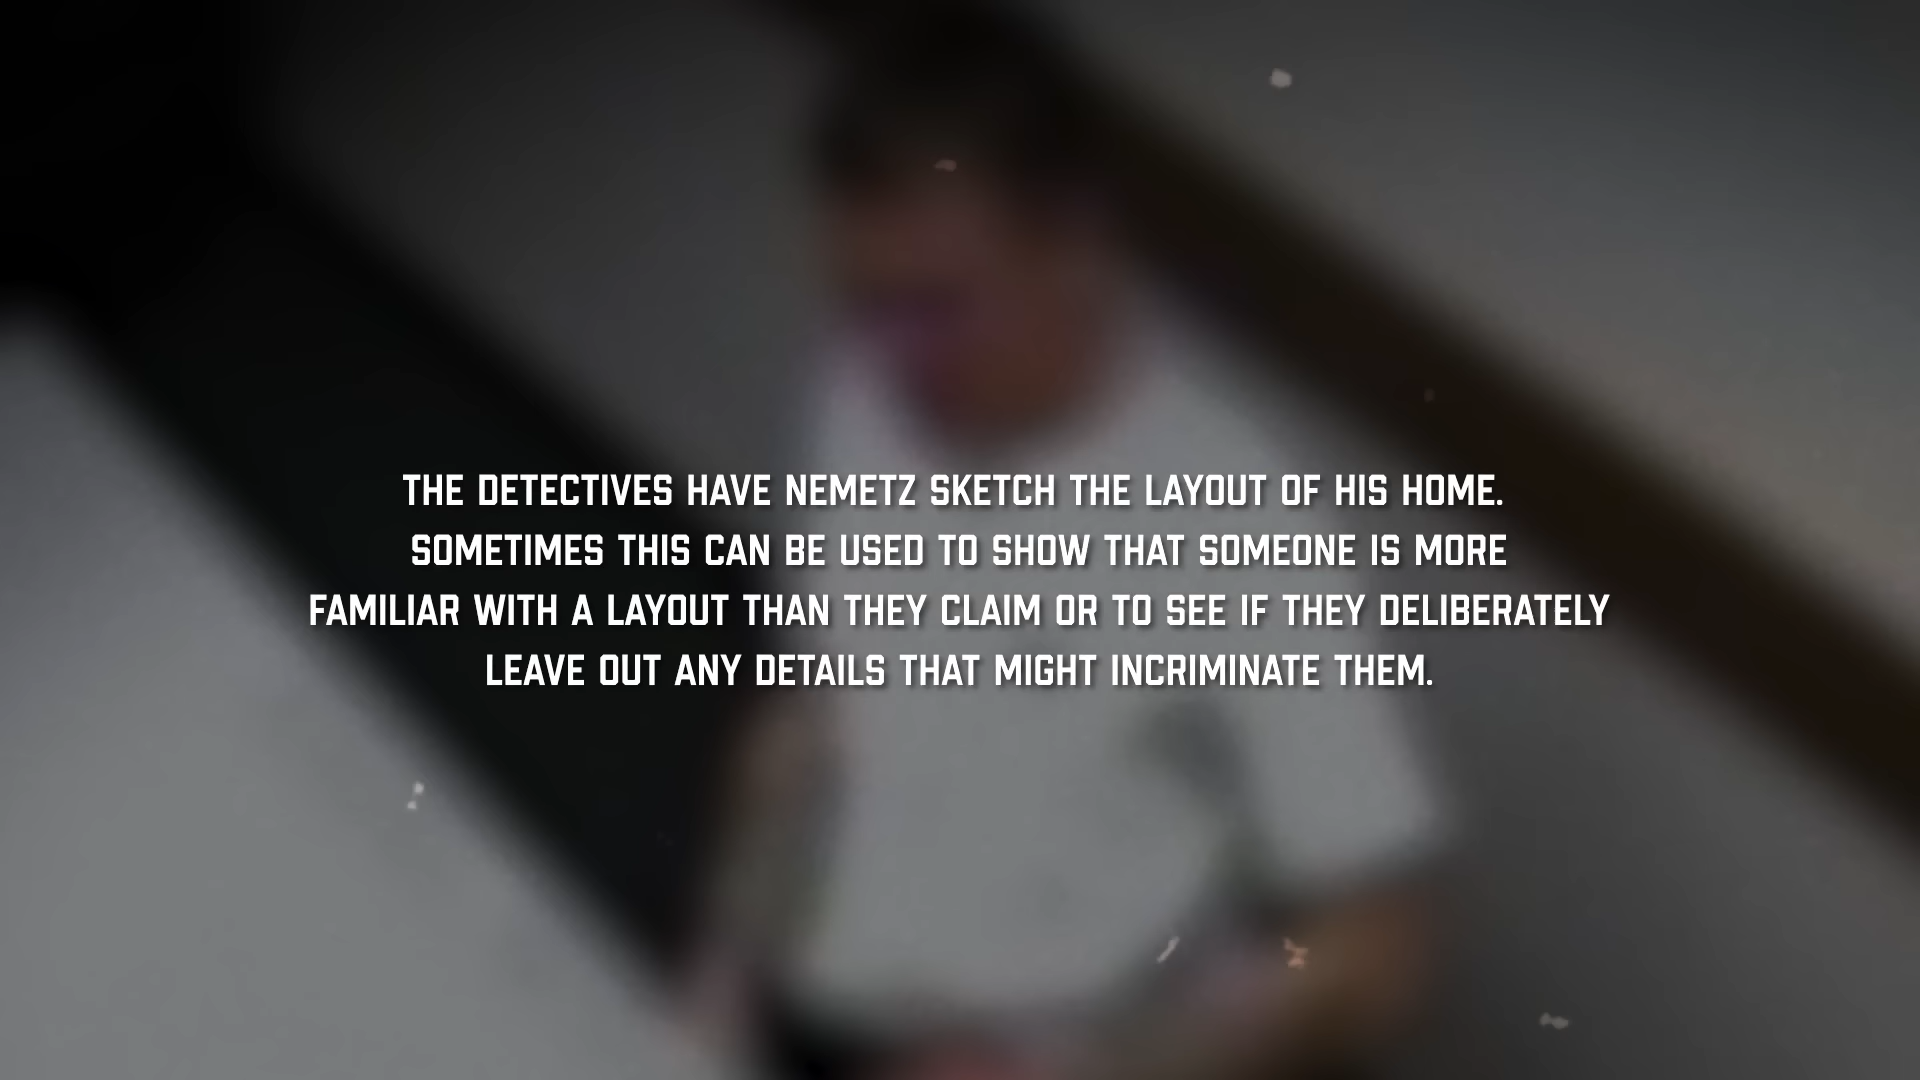 THE DETECTIVES HAVE NEMETZ SKETCH THE LAYOUT OF HIS HOME.
SOMETIMES THIS CAN BE USED TO SHOW THAT SOMEONE IS MORE
FAMILIAR WITH A LAYOUT THAN THEY CLAIM OR TO SEE IF THEY DELIBERATELY
LEAVE OUT ANY DETAILS THAT MIGHT INCRIMINATE THEM.